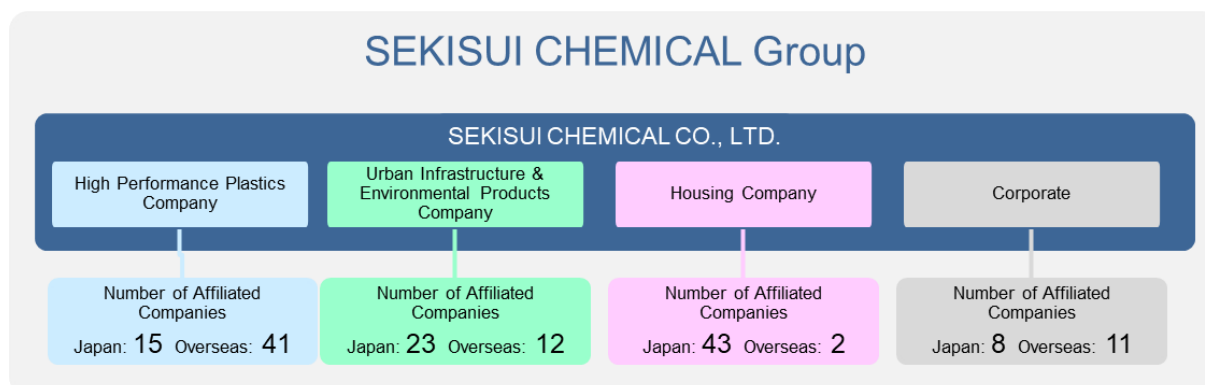 SEKISUI CHEMICAL Group
SEKISUI CHEMICAL CO., LTD.
High Performance Plastics
Company
Urban Infrastructure &
Environmental Products
Company
Housing Company
Corporate
Number of Affiliated
Companies
Japan: 15 Overseas: 41
Number of Affiliated
Companies
Japan: 23 Overseas: 12
Number of Affiliated
Companies
Japan: 43 Overseas: 2
Number of Affiliated
Companies
Japan: 8 Overseas: 11